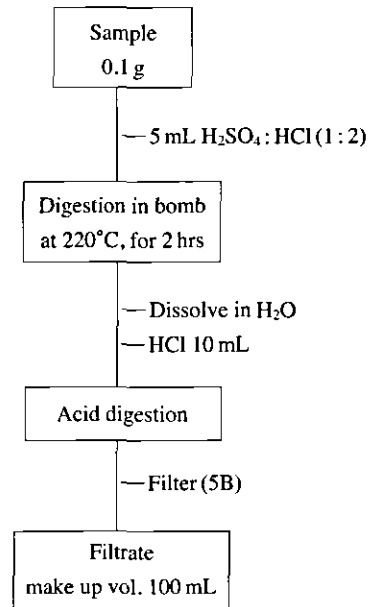 Sample
0.1 g
5 mL H₂SO₄ : HCl (1 : 2)
Digestion in bomb
at 220°C, for 2 hrs
Dissolve in H₂O
HCl 10 mL
Acid digestion
Filter (5B)
Filtrate
make up vol. 100 mL